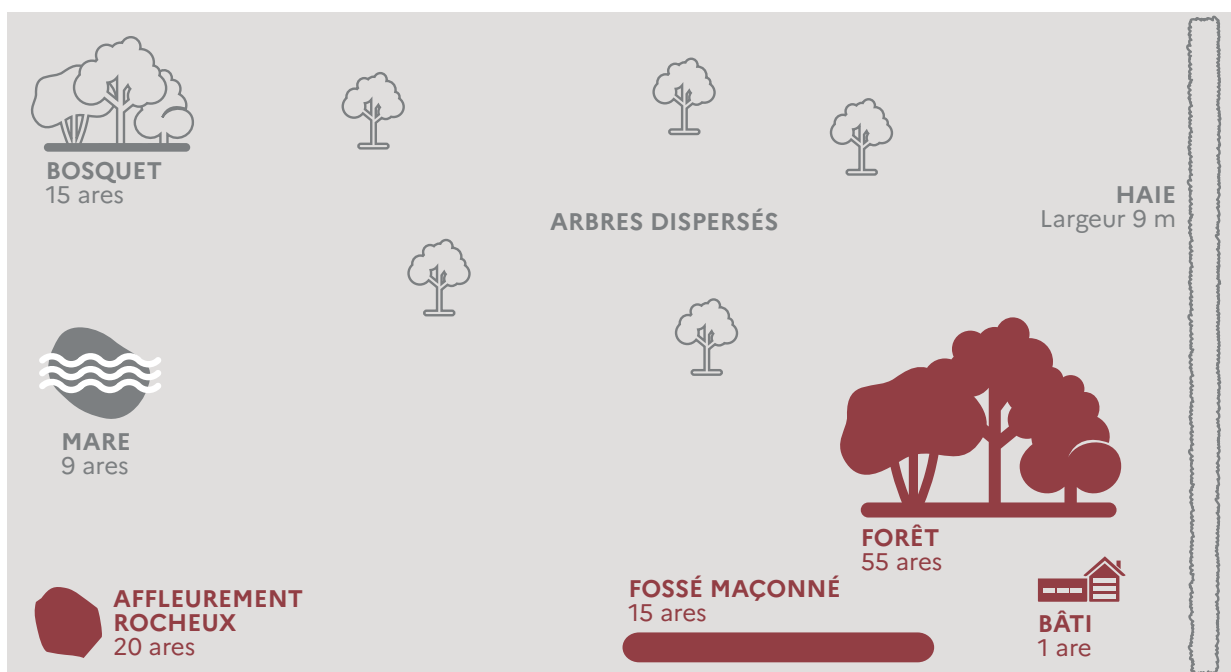 BOSQUET
15 ares
ARBRES DISPERSÉS
HAIE
Largeur 9 m
MARE
9 ares
FORÊT
55 ares
AFFLEUREMENT
ROCHEUX
20 ares
FOSSÉ MAÇONNÉ
15 ares
BÂTI
1 are